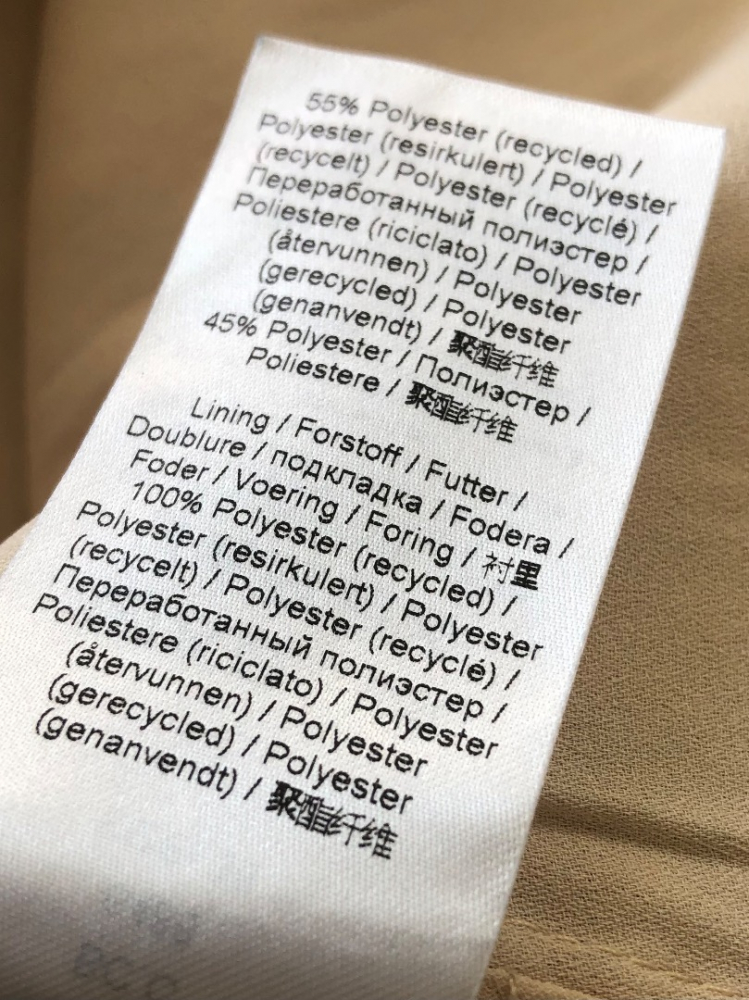 55% Polyester (recycled) /
Polyester (resirkulert) / Polyester
(recycelt) / Polyester (recyclé) /
Переработанный полиэстер /
Poliestere (riciclato) / Polyester
(återvunnen) / Polyester
(gerecycled) / Polyester
(genanvendt) / 聚酯纤维
45% Polyester / Полиэстер /
Poliestere / 聚酯纤维
Lining / Forstoff / Futter /
Doublure / подкладка / Fodera /
Foder / Voering / Foring / 衬里
100% Polyester (recycled) /
Polyester (resirkulert) / Polyester
(recycelt) / Polyester (recyclé) /
Переработанный полиэстер /
Poliestere (riciclato) / Polyester
(återvunnen) / Polyester
(gerecycled) / Polyester
(genanvendt) / 聚酯纤维